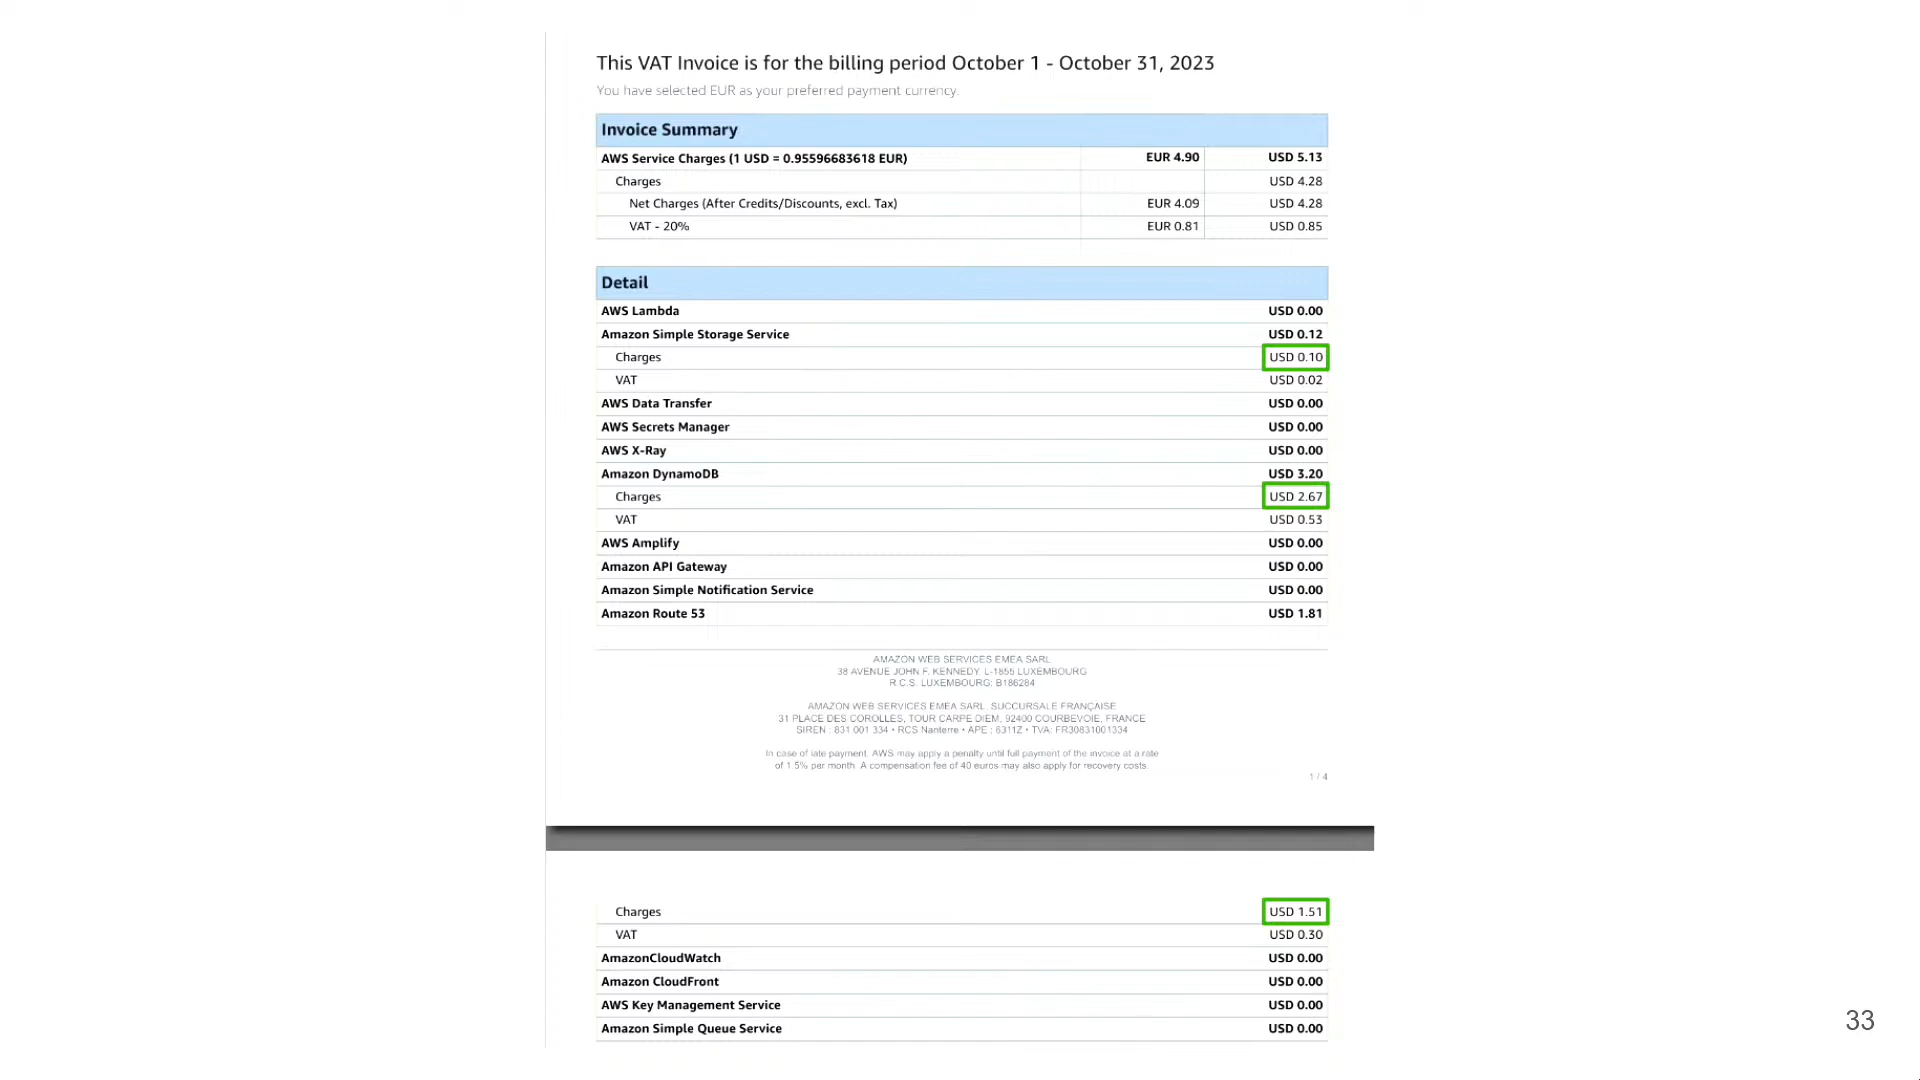 This VAT Invoice is for the billing period October 1 - October 31, 2023
You have selected EUR as your preferred payment currency.
Invoice Summary
AWS Service Charges (1 USD = 0.95596683618 EUR) EUR 4.90 USD 5.13
Charges USD 4.28
Net Charges (After Credits/Discounts, excl. Tax) EUR 4.09 USD 4.28
VAT - 20% EUR 0.81 USD 0.85
Detail
AWS Lambda USD 0.00
Amazon Simple Storage Service USD 0.12
Charges USD 0.10
VAT USD 0.02
AWS Data Transfer USD 0.00
AWS Secrets Manager USD 0.00
AWS X-Ray USD 0.00
Amazon DynamoDB USD 3.20
Charges USD 2.67
VAT USD 0.53
AWS Amplify USD 0.00
Amazon API Gateway USD 0.00
Amazon Simple Notification Service USD 0.00
Amazon Route 53 USD 1.81
AMAZON WEB SERVICES EMEA SARL
38 AVENUE JOHN F. KENNEDY. L-1855 LUXEMBOURG
R.C.S. LUXEMBOURG: B186284
AMAZON WEB SERVICES EMEA SARL. SUCCURSALE FRANÇAISE
31 PLACE DES COROLLES, TOUR CARPE DIEM, 92400 COURBEVOIE, FRANCE
SIREN : 831 001 334 • RCS Nanterre • APE : 6311Z • TVA: FR30831001334
In case of late payment. AWS may apply a penalty until full payment of the invoice at a rate
of 1.5% per month. A compensation fee of 40 euros may also apply for recovery costs.
1 / 4
Charges USD 1.51
VAT USD 0.30
AmazonCloudWatch USD 0.00
Amazon CloudFront USD 0.00
AWS Key Management Service USD 0.00
Amazon Simple Queue Service USD 0.00
33